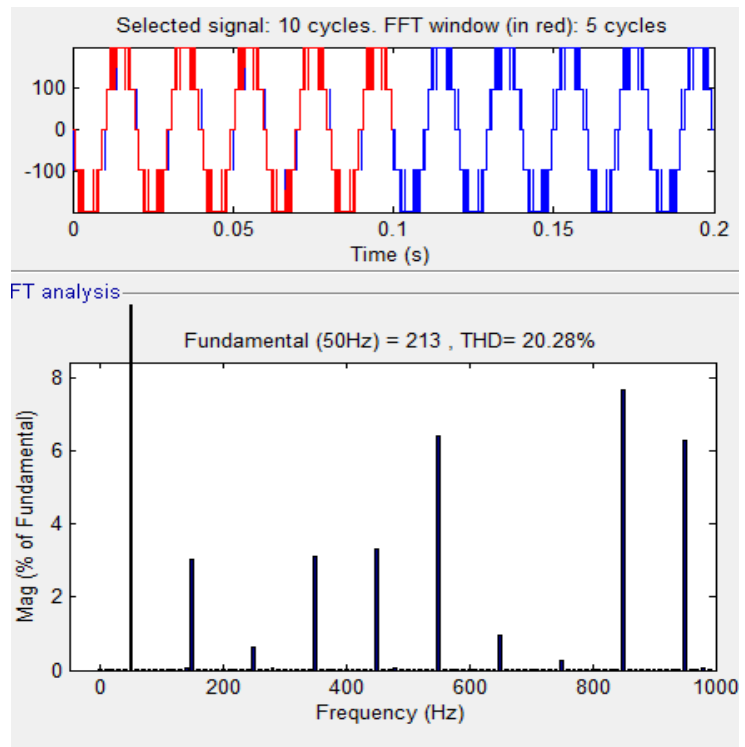 Selected signal: 10 cycles. FFT window (in red): 5 cycles
100
0
-100
0 0.05 0.1 0.15 0.2
Time (s)
FT analysis
Fundamental (50Hz) = 213 , THD= 20.28%
Mag (% of Fundamental)
8
6
4
2
0
0 200 400 600 800 1000
Frequency (Hz)